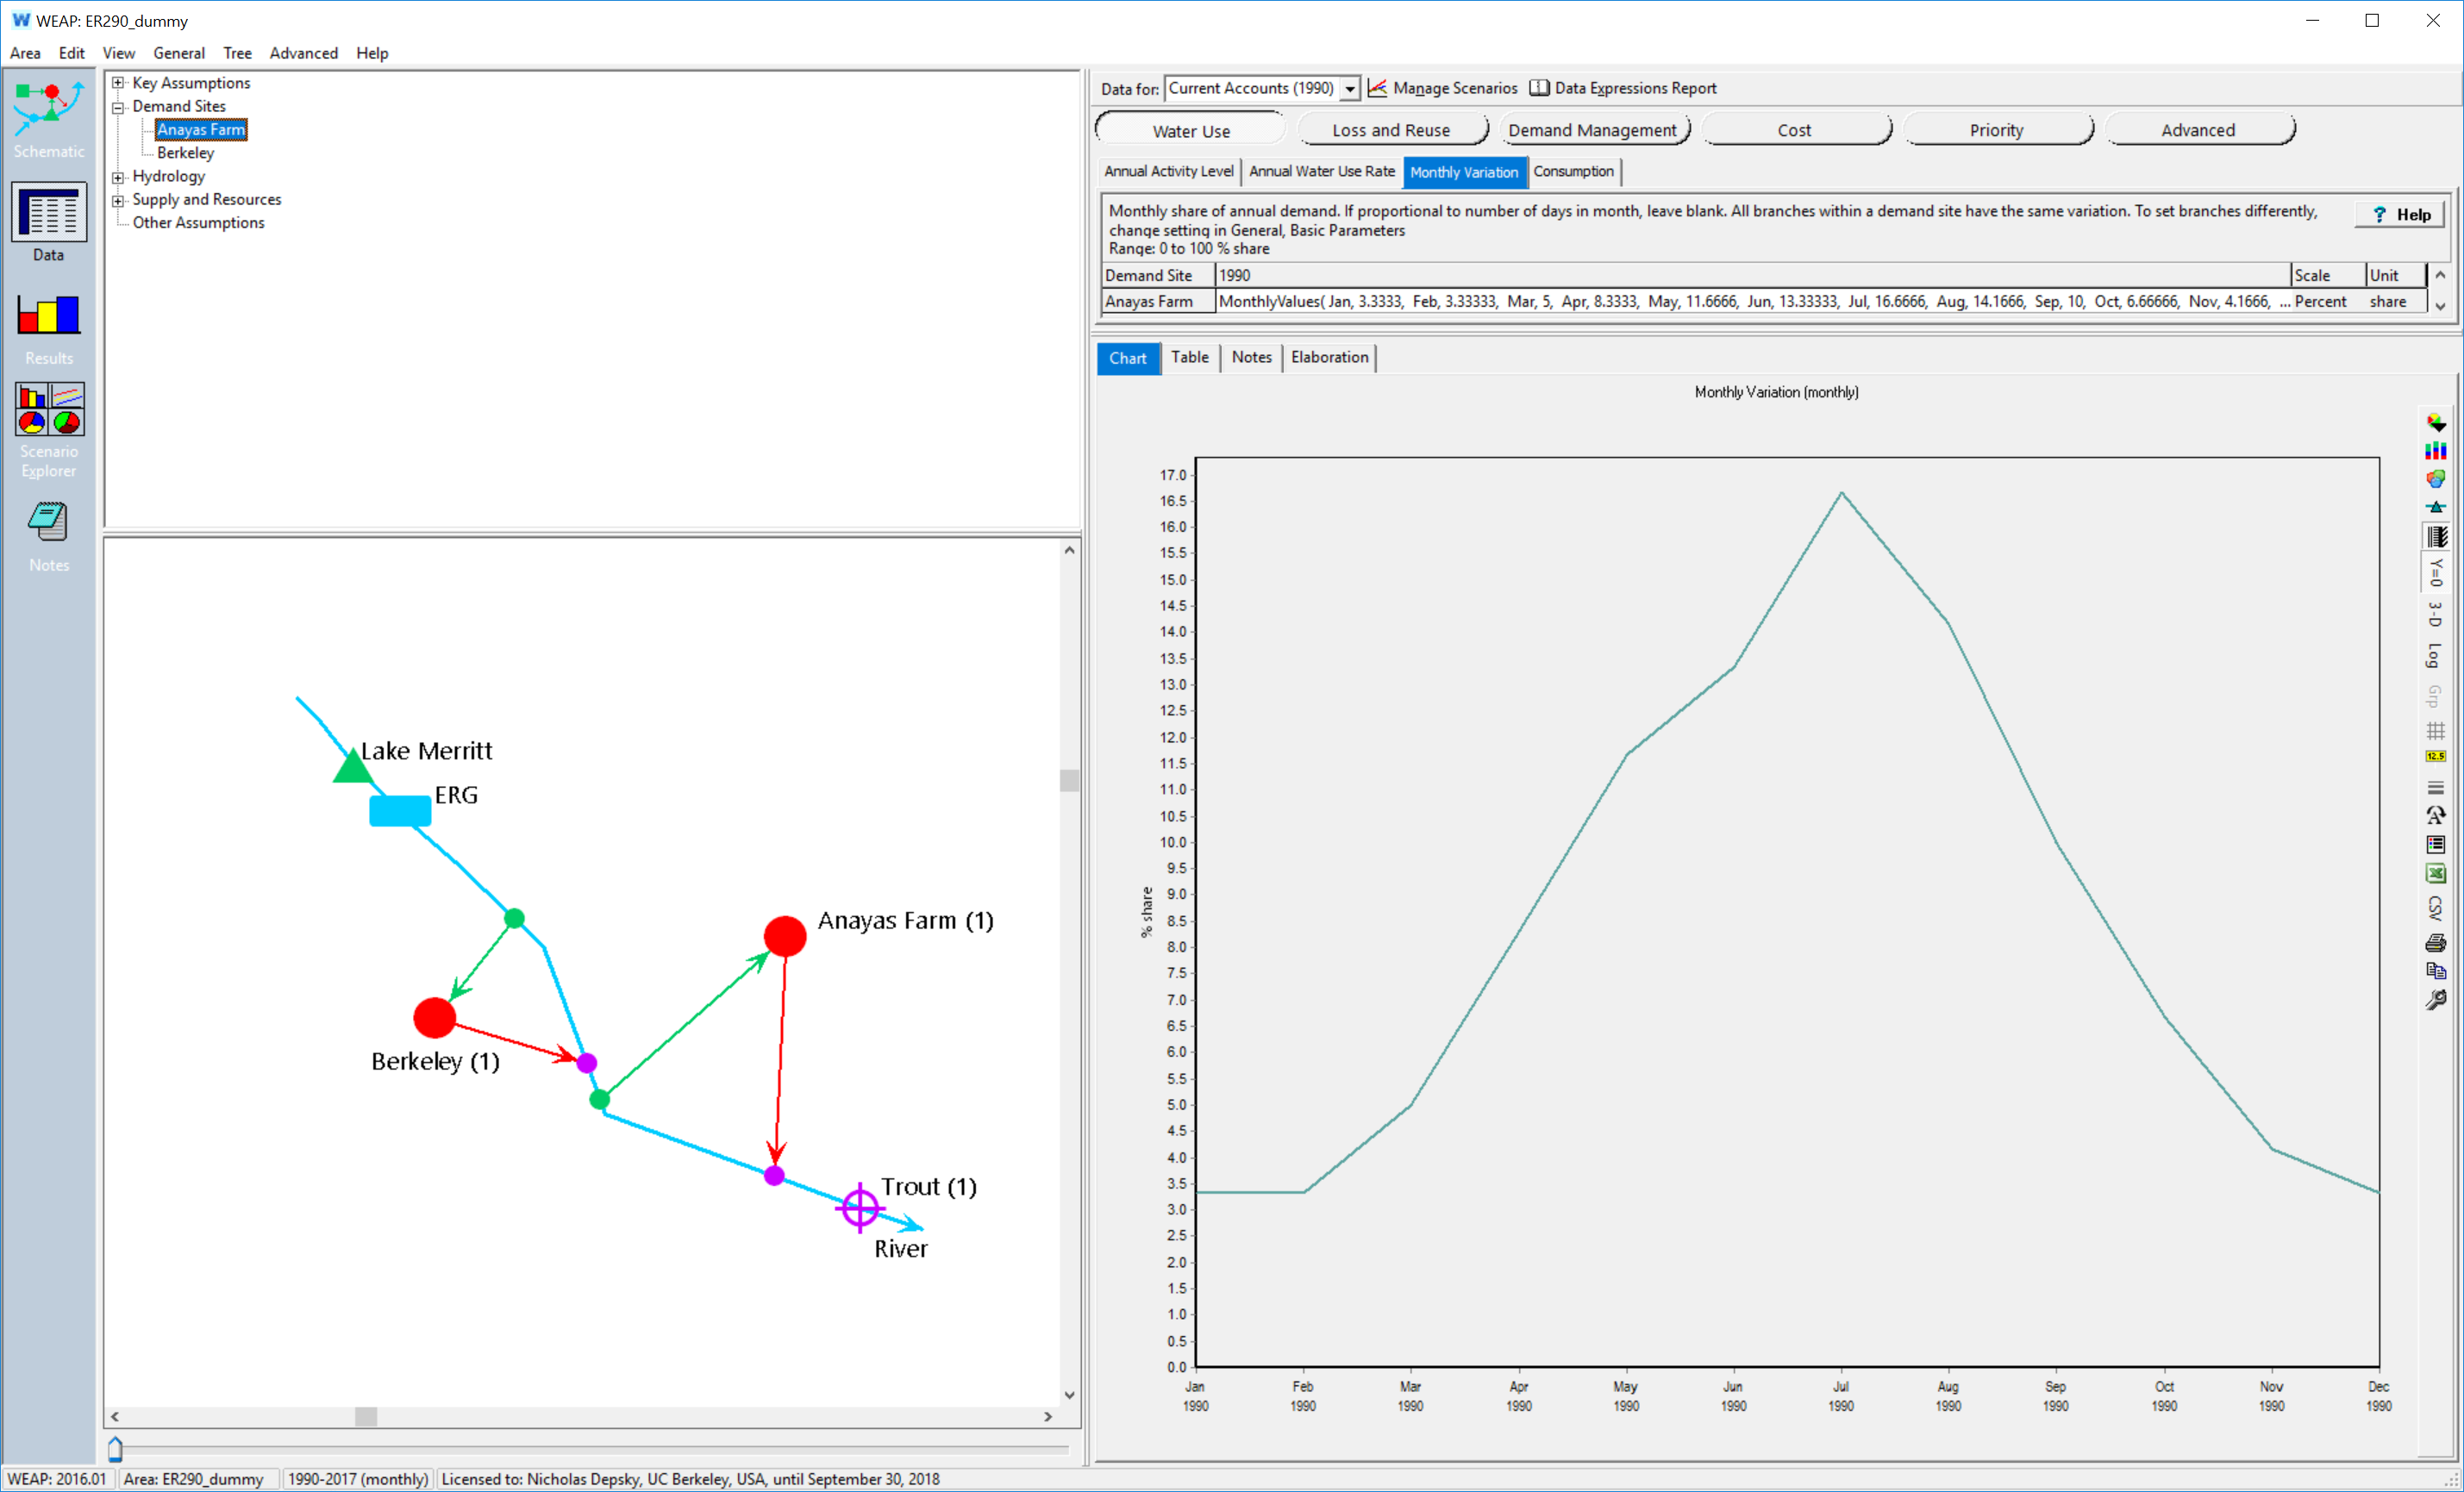 WEAP: ER290_dummy
Area Edit View General Tree Advanced Help
Schematic
Data
Results
Scenario
Explorer
Notes
Key Assumptions
Demand Sites
Anayas Farm
Berkeley
Hydrology
Supply and Resources
Other Assumptions
Data for: Current Accounts (1990) Manage Scenarios Data Expressions Report
Water Use Loss and Reuse Demand Management Cost Priority Advanced
Annual Activity Level Annual Water Use Rate Monthly Variation Consumption
Monthly share of annual demand. If proportional to number of days in month, leave blank. All branches within a demand site have the same variation. To set branches differently,
change setting in General, Basic Parameters
Range: 0 to 100 % share
? Help
Demand Site 1990 Scale Unit
Anayas Farm MonthlyValues( Jan, 3.3333, Feb, 3.33333, Mar, 5, Apr, 8.3333, May, 11.6666, Jun, 13.33333, Jul, 16.6666, Aug, 14.1666, Sep, 10, Oct, 6.66666, Nov, 4.1666, ... Percent share
Chart Table Notes Elaboration
Monthly Variation (monthly)
17.0
16.5
16.0
15.5
15.0
14.5
14.0
13.5
13.0
12.5
12.0
11.5
11.0
10.5
10.0
9.5
9.0
8.5
8.0
7.5
7.0
6.5
6.0
5.5
5.0
4.5
4.0
3.5
3.0
2.5
2.0
1.5
1.0
0.5
0.0
% share
Jan Feb Mar Apr May Jun Jul Aug Sep Oct Nov Dec
1990 1990 1990 1990 1990 1990 1990 1990 1990 1990 1990 1990
Y=0
3-D
Log
Grp
12.5
CSV
Lake Merritt
ERG
Anayas Farm (1)
Berkeley (1)
Trout (1)
River
WEAP: 2016.01 Area: ER290_dummy 1990-2017 (monthly) Licensed to: Nicholas Depsky, UC Berkeley, USA, until September 30, 2018